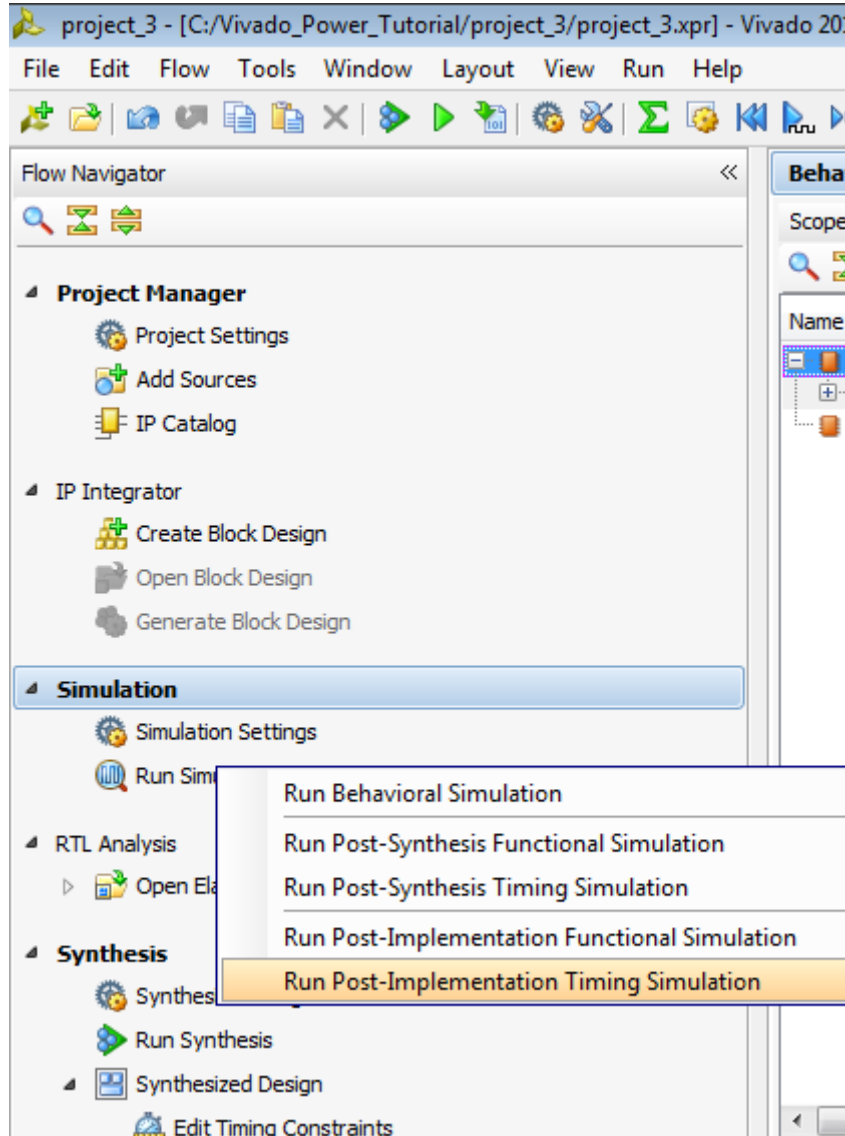 project_3 - [C:/Vivado_Power_Tutorial/project_3/project_3.xpr] - Vivado 20
File Edit Flow Tools Window Layout View Run Help
Flow Navigator
Beha
Scope
Project Manager
Name
Project Settings
Add Sources
IP Catalog
IP Integrator
Create Block Design
Open Block Design
Generate Block Design
Simulation
Simulation Settings
Run Simu
Run Behavioral Simulation
RTL Analysis
Run Post-Synthesis Functional Simulation
Open Ela
Run Post-Synthesis Timing Simulation
Run Post-Implementation Functional Simulation
Synthesis
Run Post-Implementation Timing Simulation
Synthes
Run Synthesis
Synthesized Design
Edit Timing Constraints